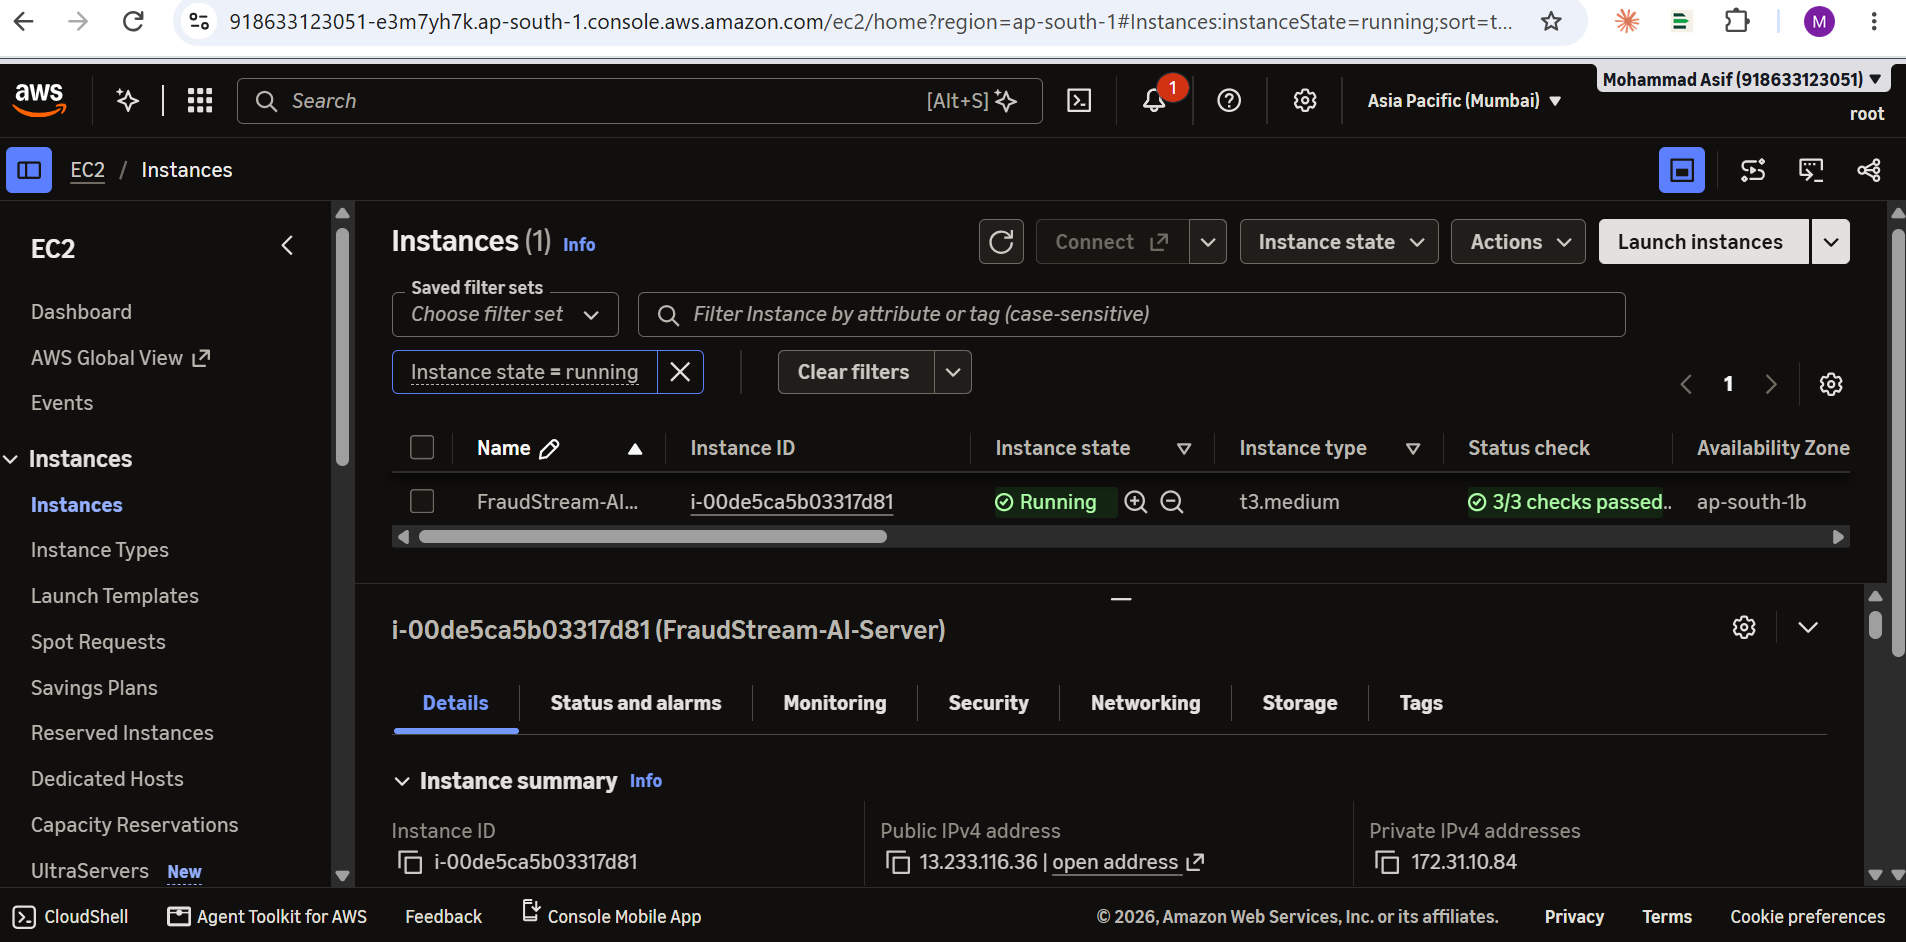 918633123051-e3m7yh7k.ap-south-1.console.aws.amazon.com/ec2/home?region=ap-south-1#Instances:instanceState=running;sort=t...
M
aws
Search
[Alt+S]
1
Asia Pacific (Mumbai)
Mohammad Asif (918633123051)
root
EC2 / Instances
EC2
Dashboard
AWS Global View
Events
Instances
Instances
Instance Types
Launch Templates
Spot Requests
Savings Plans
Reserved Instances
Dedicated Hosts
Capacity Reservations
UltraServers New
Instances (1) Info
Connect
Instance state
Actions
Launch instances
Saved filter sets
Choose filter set
Filter Instance by attribute or tag (case-sensitive)
Instance state = running
Clear filters
1
Name Instance ID Instance state Instance type Status check Availability Zone
FraudStream-AI... i-00de5ca5b03317d81 Running t3.medium 3/3 checks passed.. ap-south-1b
i-00de5ca5b03317d81 (FraudStream-AI-Server)
Details Status and alarms Monitoring Security Networking Storage Tags
Instance summary Info
Instance ID
i-00de5ca5b03317d81
Public IPv4 address
13.233.116.36 | open address
Private IPv4 addresses
172.31.10.84
CloudShell Agent Toolkit for AWS Feedback Console Mobile App © 2026, Amazon Web Services, Inc. or its affiliates. Privacy Terms Cookie preferences